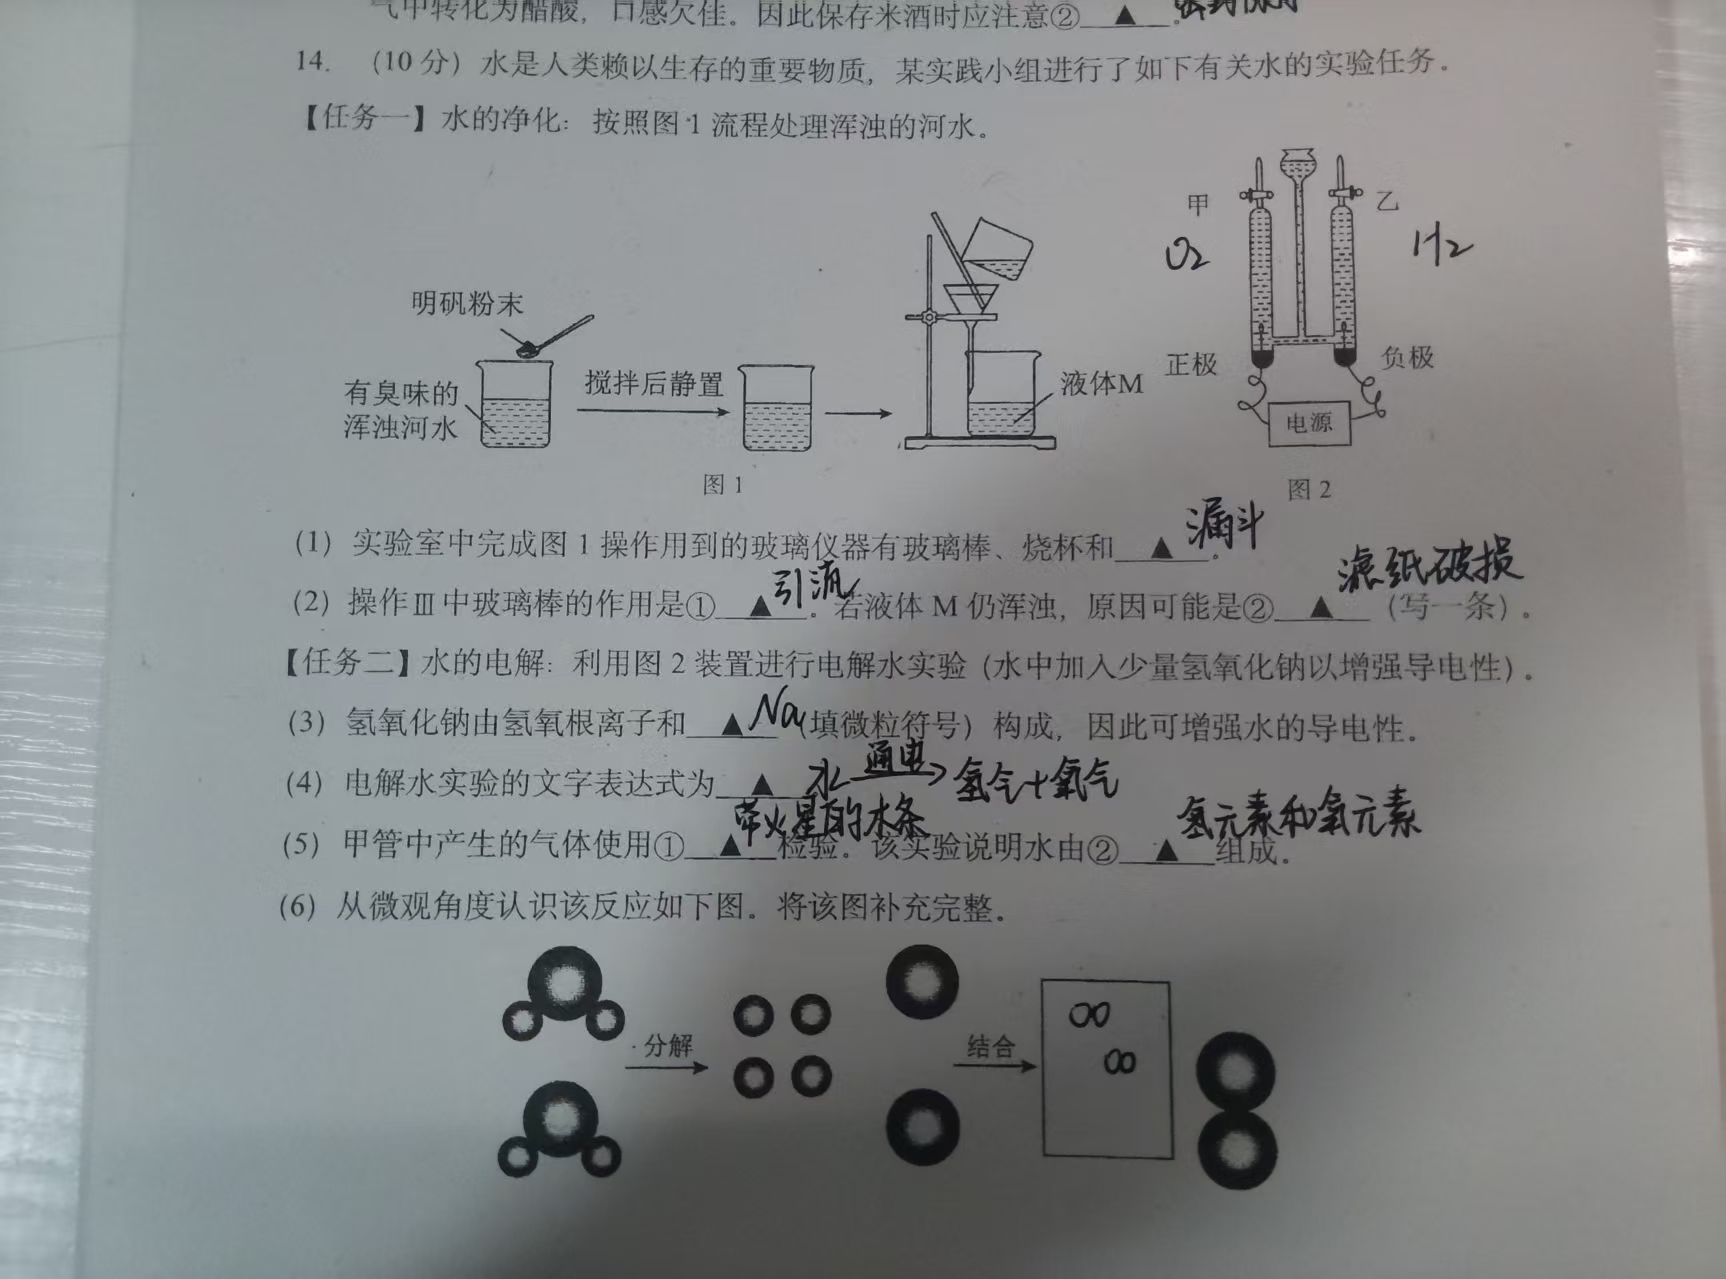 气中转化为醋酸，口感欠佳。因此保存米酒时应注意②▲。
14. （10分）水是人类赖以生存的重要物质，某实践小组进行了如下有关水的实验任务。
【任务一】水的净化：按照图1流程处理浑浊的河水。
甲
乙
O₂
H₂
明矾粉末
有臭味的
浑浊河水
搅拌后静置
液体M
正极
负极
电源
图1
图2
(1) 实验室中完成图1操作用到的玻璃仪器有玻璃棒、烧杯和▲漏斗。
(2) 操作Ⅲ中玻璃棒的作用是①▲引流。若液体M仍浑浊，原因可能是②▲滤纸破损（写一条）。
【任务二】水的电解：利用图2装置进行电解水实验（水中加入少量氢氧化钠以增强导电性）。
(3) 氢氧化钠由氢氧根离子和▲Na（填微粒符号）构成，因此可增强水的导电性。
(4) 电解水实验的文字表达式为▲水 通电→ 氢气+氧气
(5) 甲管中产生的气体使用①▲带火星的木条检验。该实验说明水由②▲氢元素和氧元素组成。
(6) 从微观角度认识该反应如下图。将该图补充完整。
分解
结合